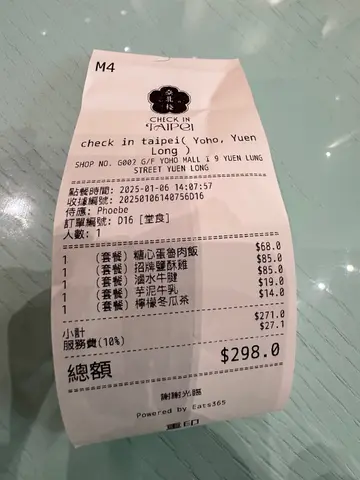 M4
臺北棧
CHECK IN
TAIPEI
check in taipei( Yoho, Yuen
Long )
SHOP NO. G002 G/F YOHO MALL I 9 YUEN LUNG
STREET YUEN LONG
點餐時間: 2025-01-06 14:07:57
收據編號: 20250106140756D16
侍應: Phoebe
訂單編號: D16 [堂食]
人數: 1
1 (套餐) 糖心蛋魯肉飯 $68.0
1 (套餐) 招牌鹽酥雞 $85.0
1 (套餐) 滷水牛腱 $85.0
1 (套餐) 芋泥牛乳 $19.0
1 (套餐) 檸檬冬瓜茶 $14.0
小計 $271.0
服務費(10%) $27.1
總額 $298.0
謝謝光臨
Powered by Eats365
重印